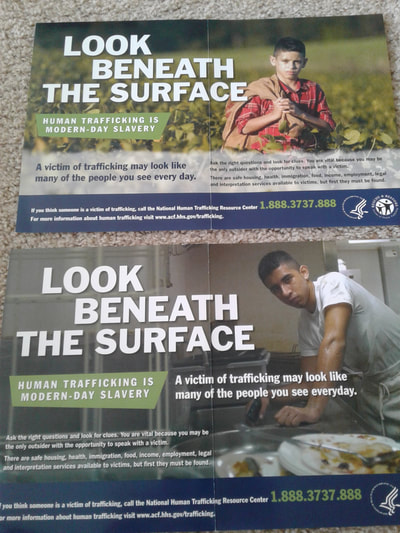 LOOK
BENEATH
THE SURFACE
HUMAN TRAFFICKING IS
MODERN-DAY SLAVERY
A victim of trafficking may look like
many of the people you see every day.
Ask the right questions and look for clues. You are vital because you may be
the only outsider with the opportunity to speak with a victim.
There are safe housing, health, immigration, food, income, employment, legal
and interpretation services available to victims, but first they must be found.
If you think someone is a victim of trafficking, call the National Human Trafficking Resource Center 1.888.3737.888
For more information about human trafficking visit www.acf.hhs.gov/trafficking.
LOOK
BENEATH
THE SURFACE
HUMAN TRAFFICKING IS
MODERN-DAY SLAVERY
A victim of trafficking may look like
many of the people you see everyday.
Ask the right questions and look for clues. You are vital because you may be
the only outsider with the opportunity to speak with a victim.
There are safe housing, health, immigration, food, income, employment, legal
and interpretation services available to victims, but first they must be found
f you think someone is a victim of trafficking, call the National Human Trafficking Resource Center 1.888.3737.888
or more information about human trafficking visit www.acf.hhs.gov/trafficking.